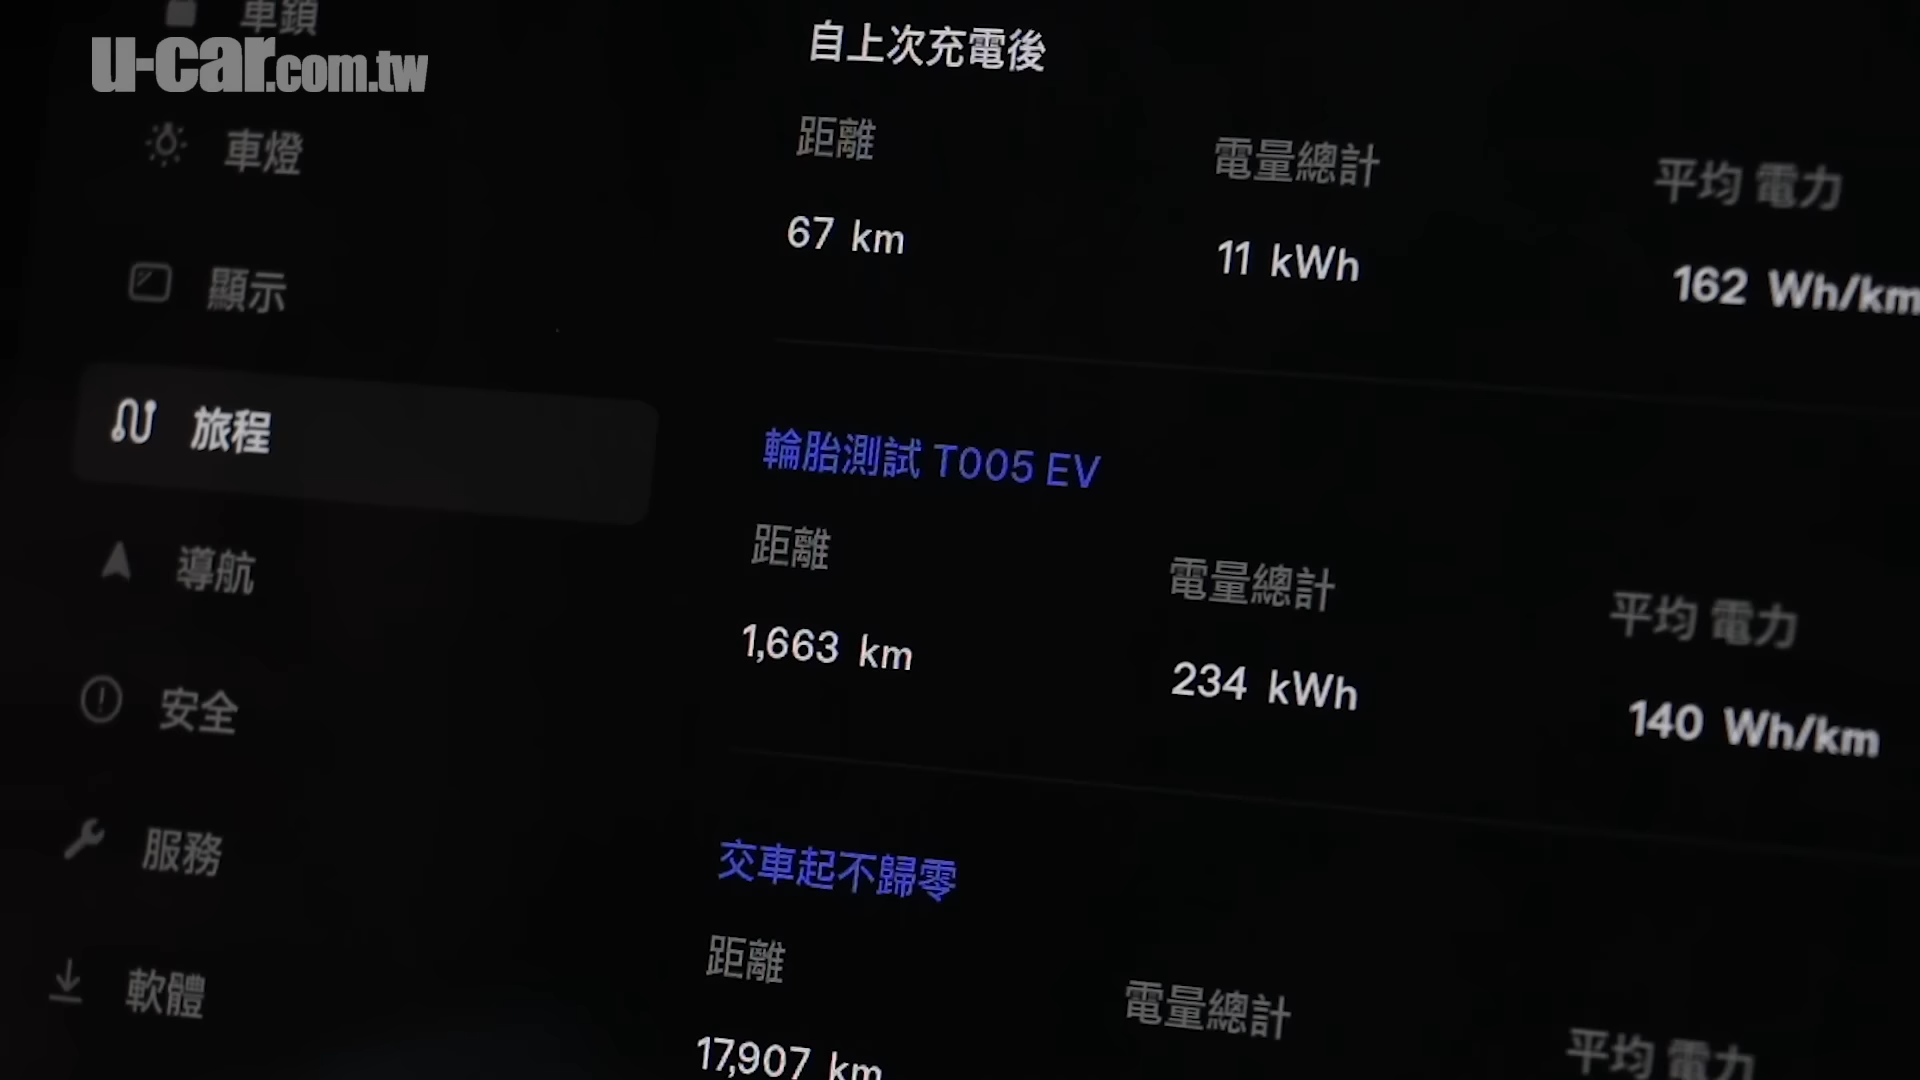 車鎖
u-car.com.tw
車燈
顯示
旅程
導航
安全
服務
軟體
自上次充電後
距離 電量總計 平均 電力
67 km 11 kWh 162 Wh/km
輪胎測試 T005 EV
距離 電量總計 平均 電力
1,663 km 234 kWh 140 Wh/km
交車起不歸零
距離 電量總計 平均 電力
17,907 km